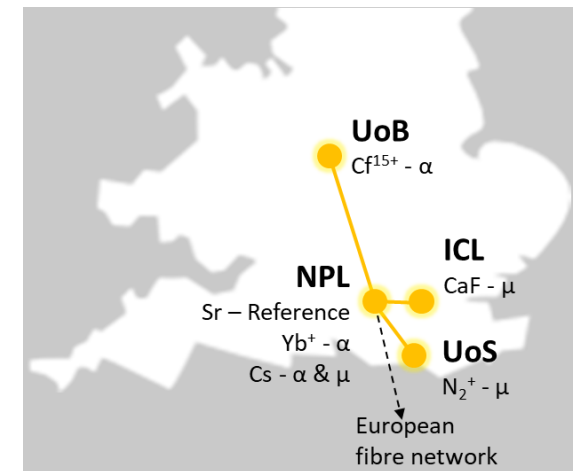 UoB
Cf¹⁵⁺ - α
ICL
CaF - μ
NPL
Sr – Reference
Yb⁺ - α
Cs - α & μ
UoS
N₂⁺ - μ
European
fibre network